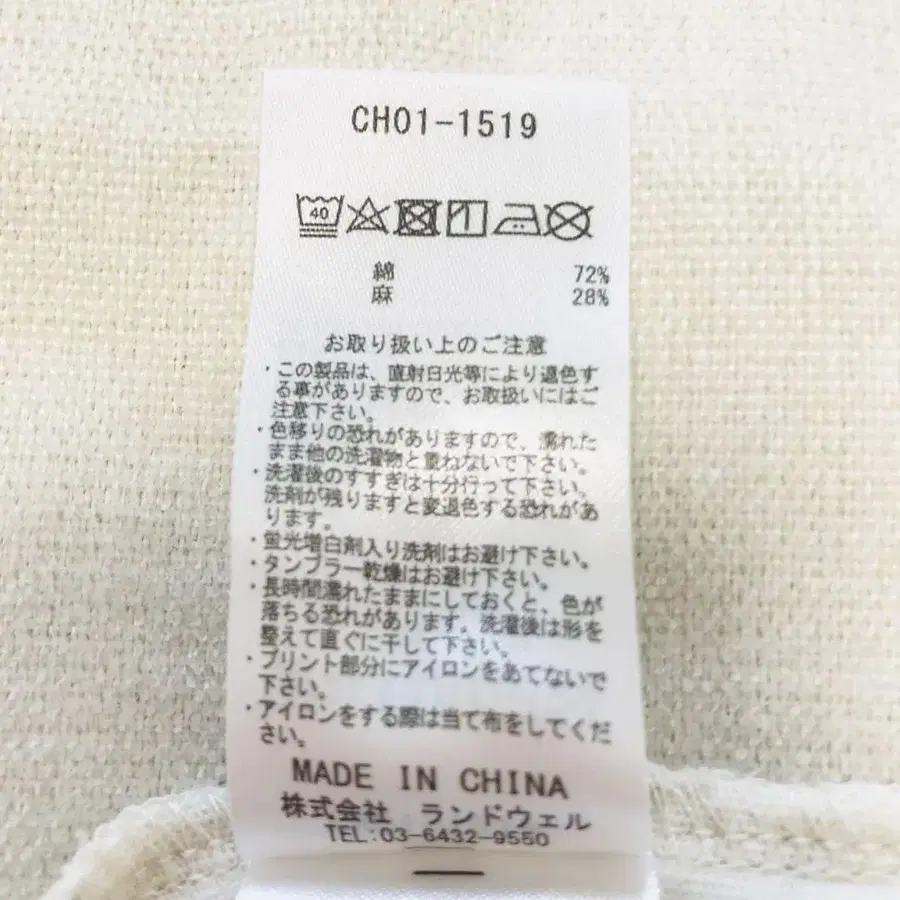 CH01-1519
40
綿 72%
麻 28%
お取り扱い上のご注意
・この製品は、直射日光等により退色す
る事がありますので、お取扱いにはご
注意下さい。
・色移りの恐れがありますので、濡れた
まま他の洗濯物と重ねないで下さい。
・洗濯後のすすぎは十分行って下さい。
洗剤が残りますと変退色する恐れがあ
ります。
・蛍光増白剤入り洗剤はお避け下さい。
・タンブラー乾燥はお避け下さい。
・長時間濡れたままにしておくと、色が
落ちる恐れがあります。洗濯後は形を
整えて直ぐに干して下さい。
・プリント部分にアイロンをあてないで
下さい。
・アイロンをする際は当て布をしてくだ
さい。
MADE IN CHINA
株式会社 ランドウェル
TEL:03-6432-9550